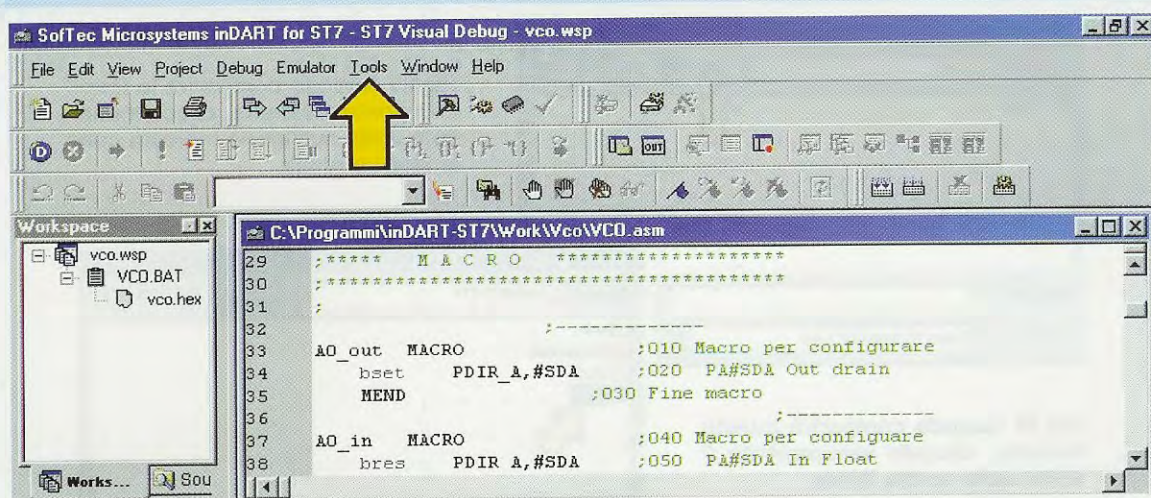 SofTec Microsystems inDART for ST7 - ST7 Visual Debug - vco.wsp
File Edit View Project Debug Emulator Tools Window Help
D
OUT
Workspace
vco.wsp
VCO.BAT
vco.hex
Works... Sou
C:\Programmi\inDART-ST7\Work\Vco\VCO.asm
29 ;***** M A C R O ********************
30 ;*****************************************
31 ;
32 ;-------------
33 AO_out MACRO ;010 Macro per configurare
34 bset PDIR_A,#SDA ;020 PA#SDA Out drain
35 MEND ;030 Fine macro
36 ;-------------
37 AO_in MACRO ;040 Macro per configuare
38 bres PDIR A,#SDA ;050 PA#SDA In Float